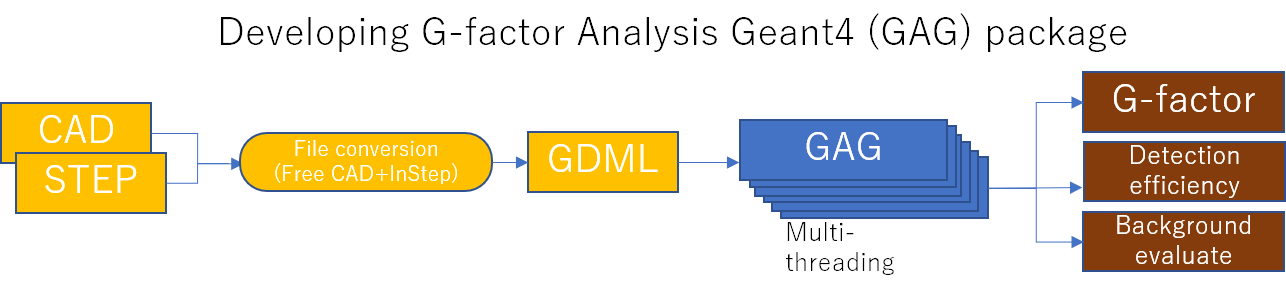 Developing G-factor Analysis Geant4 (GAG) package
CAD
STEP
File conversion
(Free CAD+InStep)
GDML
GAG
Multi-
threading
G-factor
Detection
efficiency
Background
evaluate